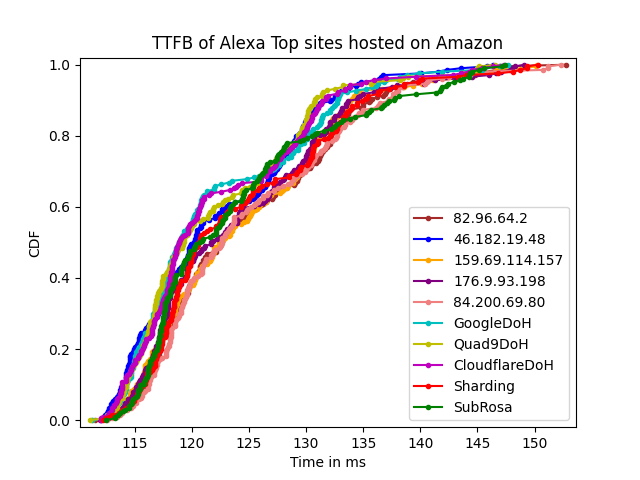 TTFB of Alexa Top sites hosted on Amazon
1.0
0.8
0.6
0.4
0.2
0.0
CDF
82.96.64.2
46.182.19.48
159.69.114.157
176.9.93.198
84.200.69.80
GoogleDoH
Quad9DoH
CloudflareDoH
Sharding
SubRosa
115 120 125 130 135 140 145 150
Time in ms